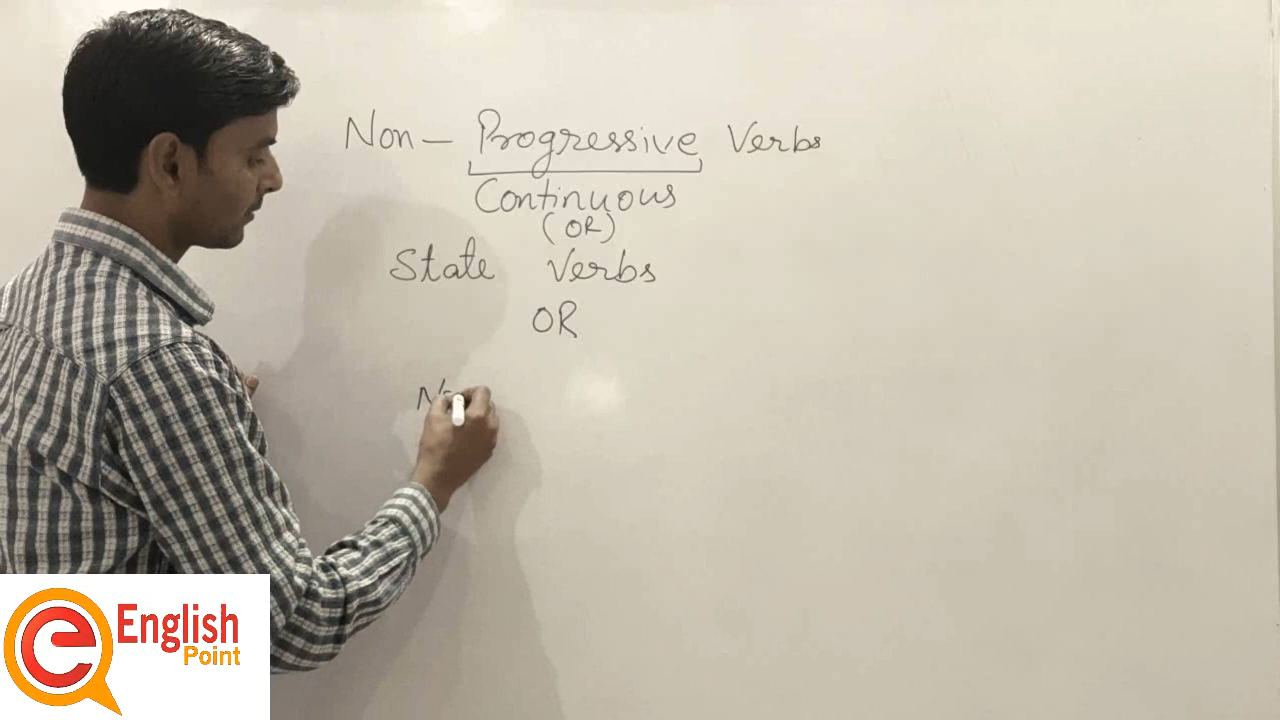 Non - Progressive Verbs
Continuous
(OR)
State Verbs
OR
English
Point